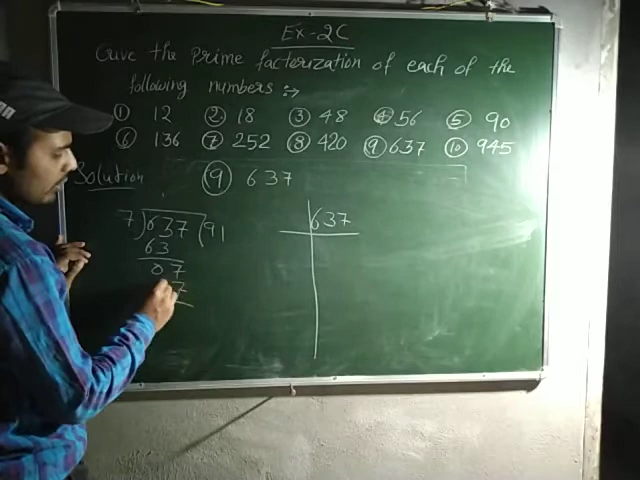 Ex-2C
Give the Prime factorization of each of the
following numbers :→
① 12 ② 18 ③ 48 ④ 56 ⑤ 90
⑥ 136 ⑦ 252 ⑧ 420 ⑨ 637 ⑩ 945
Solution ⑨ 637
7)637(91
63
07
7
637